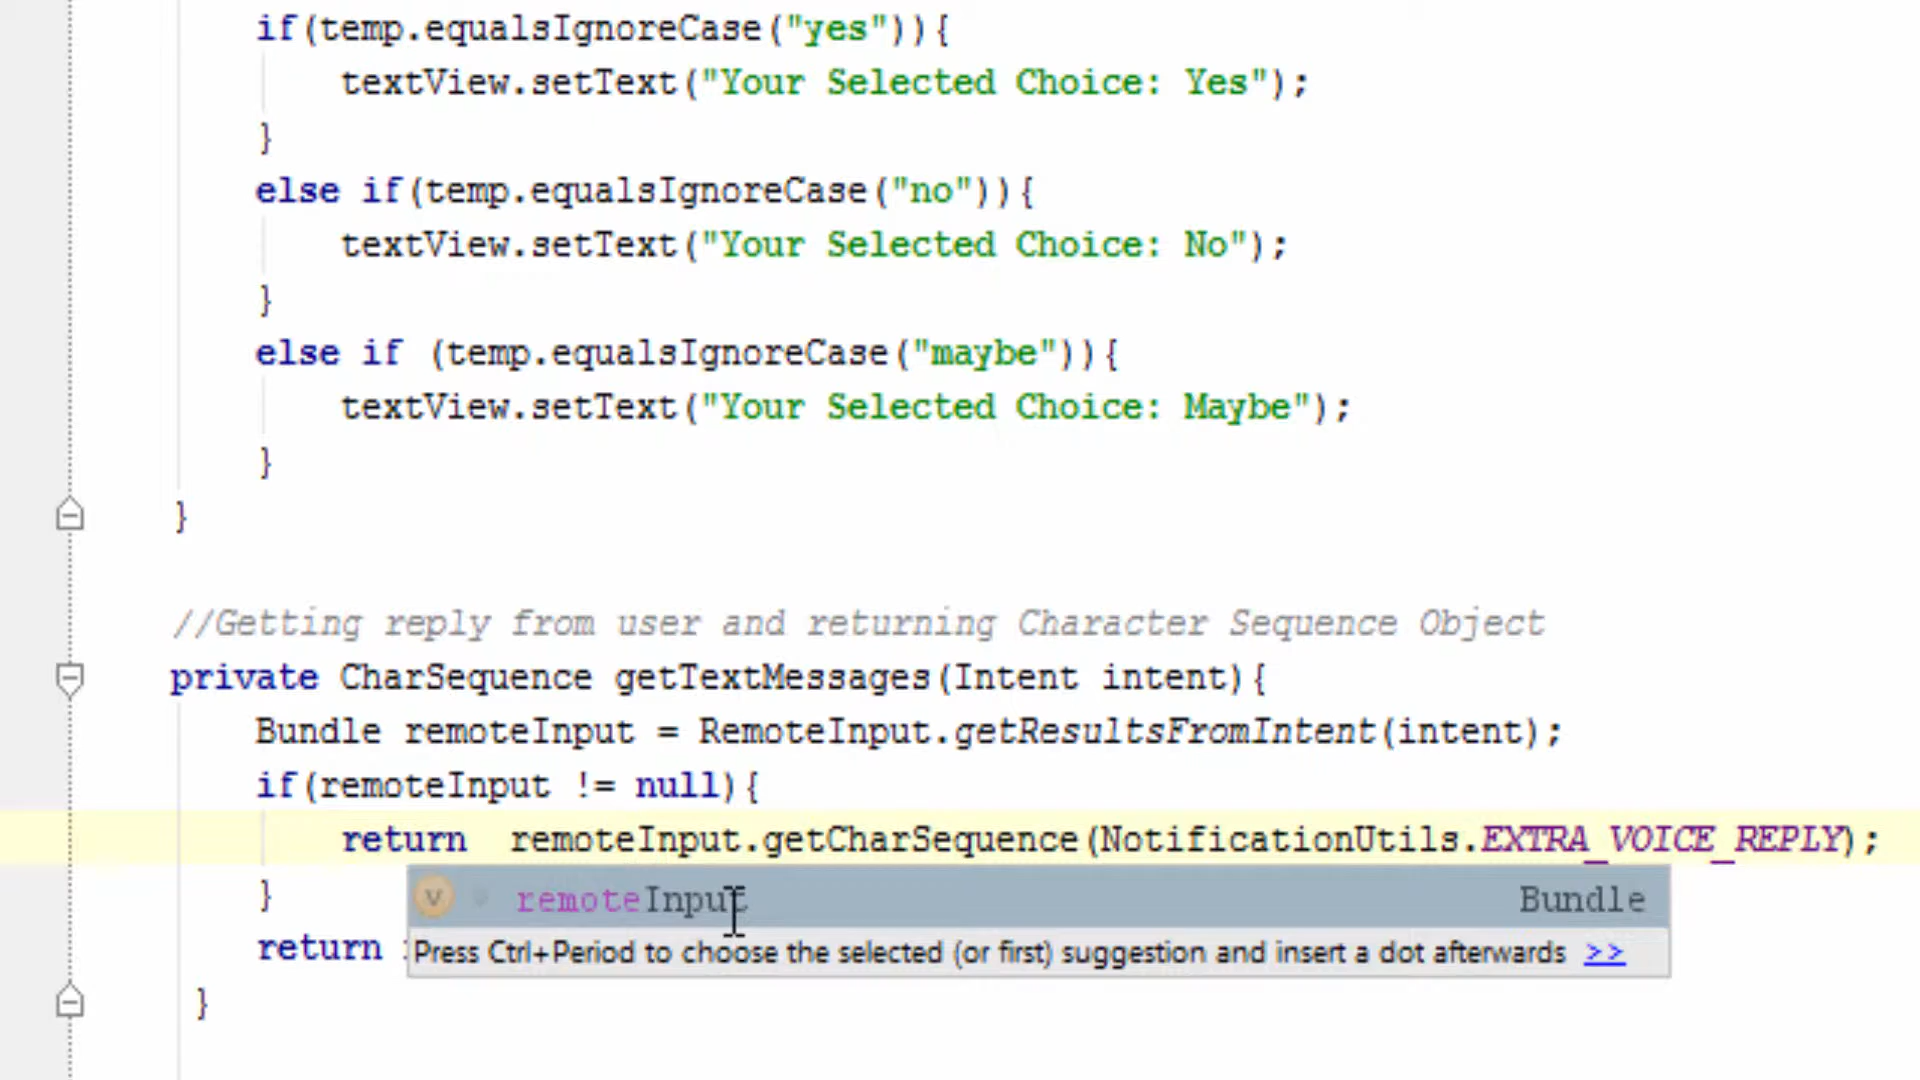 if(temp.equalsIgnoreCase("yes")){
textView.setText("Your Selected Choice: Yes");
}
else if(temp.equalsIgnoreCase("no")){
textView.setText("Your Selected Choice: No");
}
else if (temp.equalsIgnoreCase("maybe")){
textView.setText("Your Selected Choice: Maybe");
}
}
//Getting reply from user and returning Character Sequence Object
private CharSequence getTextMessages(Intent intent){
Bundle remoteInput = RemoteInput.getResultsFromIntent(intent);
if(remoteInput != null){
return remoteInput.getCharSequence(NotificationUtils.EXTRA_VOICE_REPLY);
} v remoteInput Bundle
return Press Ctrl+Period to choose the selected (or first) suggestion and insert a dot afterwards >>
}